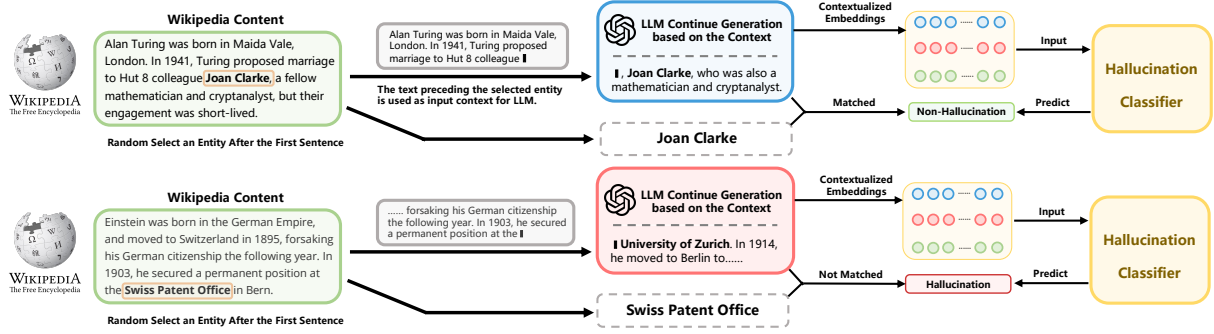 Wikipedia Content
Alan Turing was born in Maida Vale,
London. In 1941, Turing proposed marriage
to Hut 8 colleague Joan Clarke, a fellow
mathematician and cryptanalyst, but their
engagement was short-lived.
WIKIPEDIA
The Free Encyclopedia
Random Select an Entity After the First Sentence
Alan Turing was born in Maida Vale,
London. In 1941, Turing proposed
marriage to Hut 8 colleague
The text preceding the selected entity
is used as input context for LLM.
LLM Continue Generation
based on the Context
, Joan Clarke, who was also a
mathematician and cryptanalyst.
Joan Clarke
Contextualized
Embeddings
Input
Matched
Non-Hallucination
Predict
Hallucination
Classifier
Wikipedia Content
Einstein was born in the German Empire,
and moved to Switzerland in 1895, forsaking
his German citizenship the following year. In
1903, he secured a permanent position at
the Swiss Patent Office in Bern.
WIKIPEDIA
The Free Encyclopedia
Random Select an Entity After the First Sentence
...... forsaking his German citizenship
the following year. In 1903, he secured
a permanent position at the
LLM Continue Generation
based on the Context
University of Zurich. In 1914,
he moved to Berlin to......
Swiss Patent Office
Contextualized
Embeddings
Input
Not Matched
Hallucination
Predict
Hallucination
Classifier